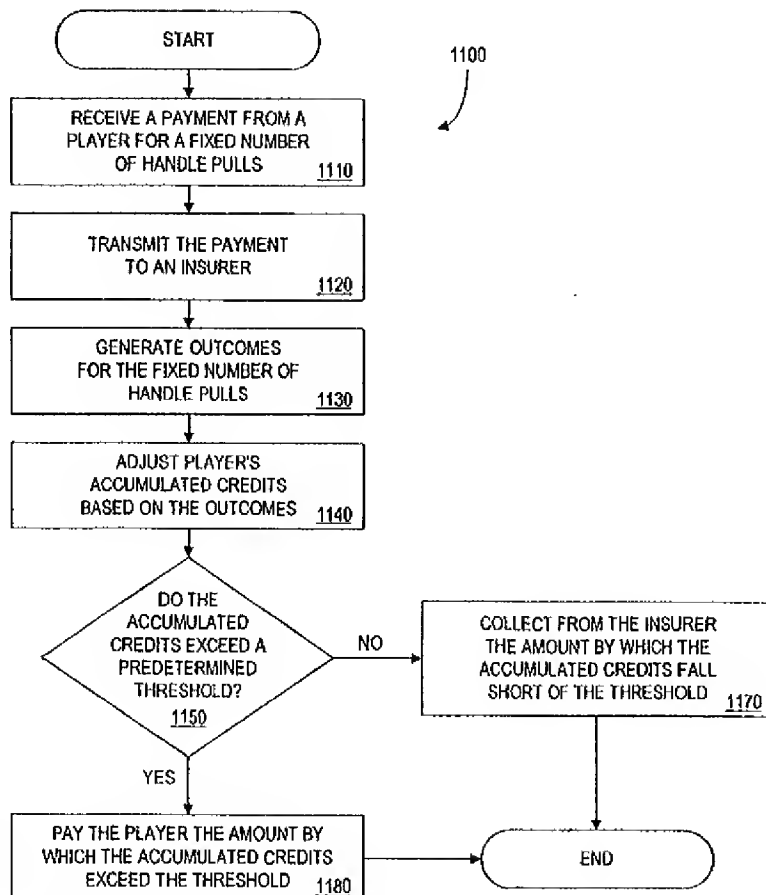 START
1100
RECEIVE A PAYMENT FROM A
PLAYER FOR A FIXED NUMBER
OF HANDLE PULLS
1110
TRANSMIT THE PAYMENT
TO AN INSURER
1120
GENERATE OUTCOMES
FOR THE FIXED NUMBER OF
HANDLE PULLS
1130
ADJUST PLAYER'S
ACCUMULATED CREDITS
BASED ON THE OUTCOMES
1140
DO THE
ACCUMULATED
CREDITS EXCEED A
PREDETERMINED
THRESHOLD?
1150
NO
COLLECT FROM THE INSURER
THE AMOUNT BY WHICH THE
ACCUMULATED CREDITS FALL
SHORT OF THE THRESHOLD
1170
YES
PAY THE PLAYER THE AMOUNT BY
WHICH THE ACCUMULATED CREDITS
EXCEED THE THRESHOLD
1180
END